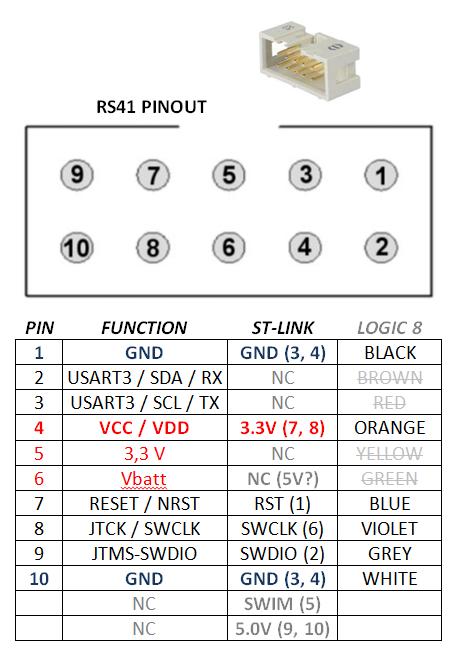 RS41 PINOUT
9 7 5 3 1
10 8 6 4 2
PIN FUNCTION ST-LINK LOGIC 8
1 GND GND (3, 4) BLACK
2 USART3 / SDA / RX NC BROWN
3 USART3 / SCL / TX NC RED
4 VCC / VDD 3.3V (7, 8) ORANGE
5 3,3 V NC YELLOW
6 Vbatt NC (5V?) GREEN
7 RESET / NRST RST (1) BLUE
8 JTCK / SWCLK SWCLK (6) VIOLET
9 JTMS-SWDIO SWDIO (2) GREY
10 GND GND (3, 4) WHITE
NC SWIM (5)
NC 5.0V (9, 10)